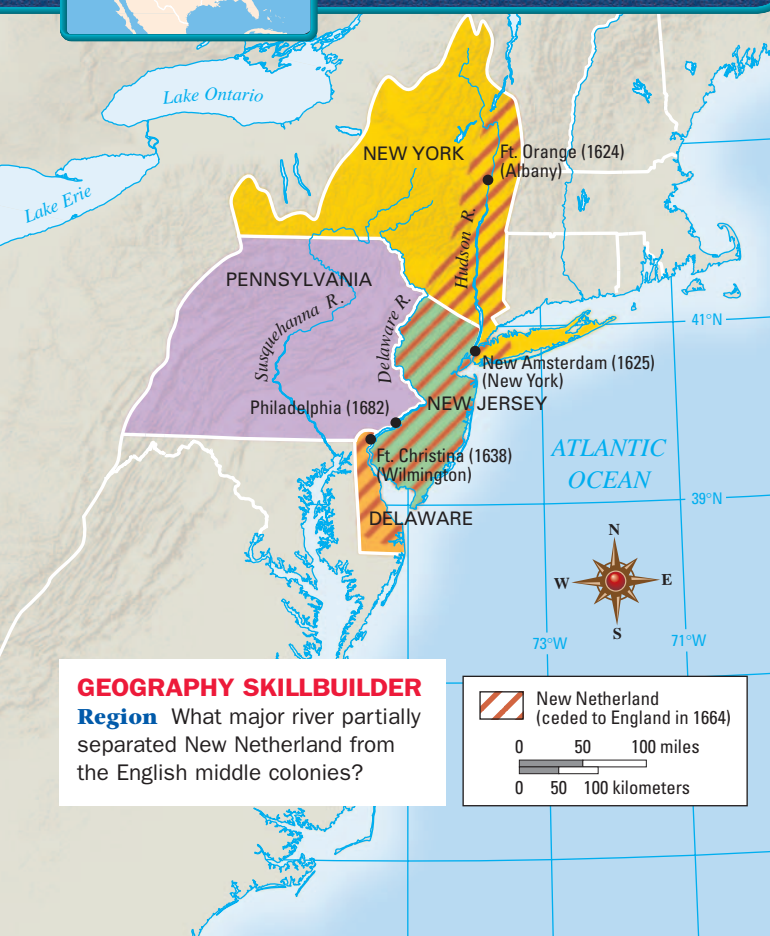 Lake Ontario
Lake Erie
NEW YORK
Ft. Orange (1624)
(Albany)
Hudson R.
PENNSYLVANIA
Susquehanna R.
Delaware R.
41°N
New Amsterdam (1625)
(New York)
Philadelphia (1682)
NEW JERSEY
Ft. Christina (1638)
(Wilmington)
ATLANTIC
OCEAN
39°N
DELAWARE
N
W
E
S
73°W
71°W
GEOGRAPHY SKILLBUILDER
Region What major river partially
separated New Netherland from
the English middle colonies?
New Netherland
(ceded to England in 1664)
0 50 100 miles
0 50 100 kilometers